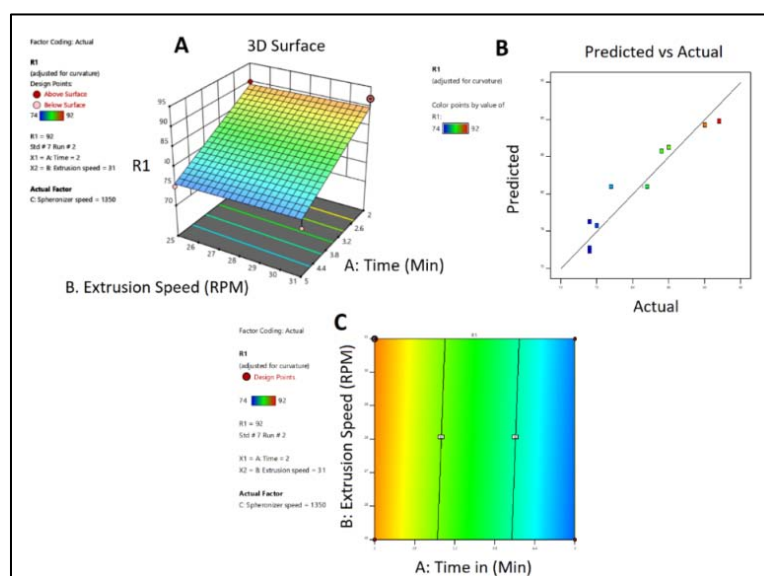 Factor Coding: Actual
A
3D Surface
R1
(adjusted for curvature)
Design Points:
Above Surface
Below Surface
74 92
R1 = 92
Std # 7 Run # 2
X1 = A: Time = 2
X2 = B: Extrusion speed = 31
Actual Factor
C: Spheronizer speed = 1350
95
90
85
80
75
70
R1
25
26
27
28
29
30
31
5
4.4
3.8
3.2
2.6
2
B. Extrusion Speed (RPM)
A: Time (Min)
B
Predicted vs Actual
R1
(adjusted for curvature)
Color points by value of
R1:
74 92
Predicted
Actual
C
Factor Coding: Actual
R1
(adjusted for curvature)
Design Points
74 92
R1 = 92
Std # 7 Run # 2
X1 = A: Time = 2
X2 = B: Extrusion speed = 31
Actual Factor
C: Spheronizer speed = 1350
B: Extrusion Speed (RPM)
A: Time in (Min)